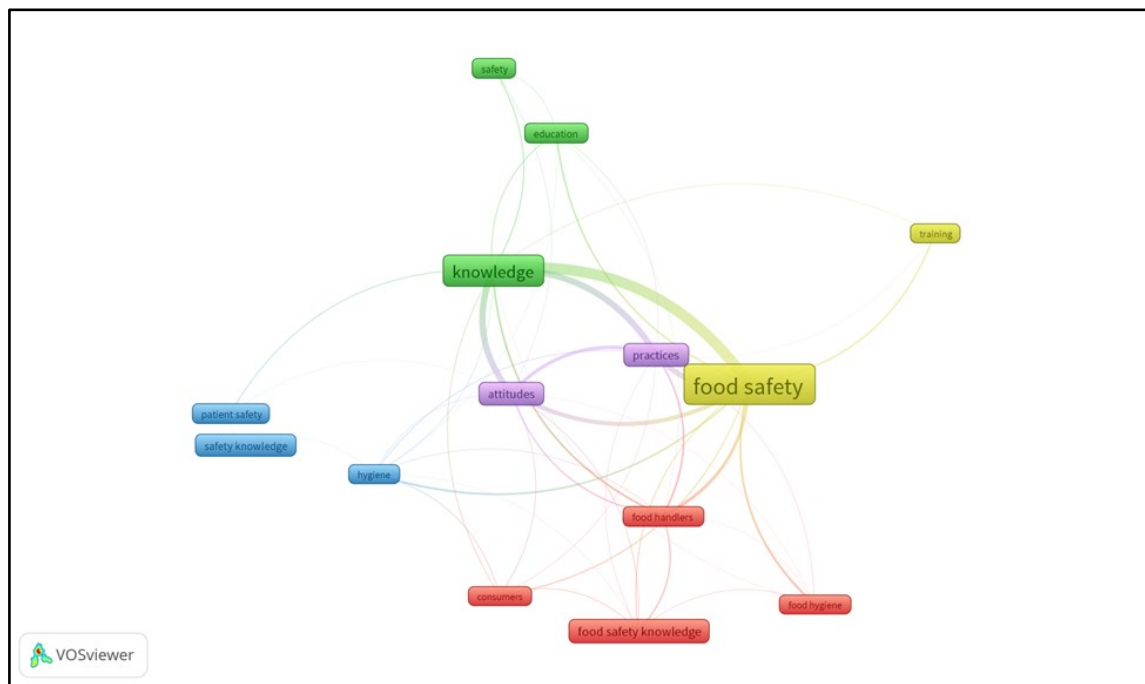 safety
education
training
knowledge
practices
food safety
attitudes
patient safety
safety knowledge
hygiene
food handlers
consumers
food hygiene
food safety knowledge
VOSviewer